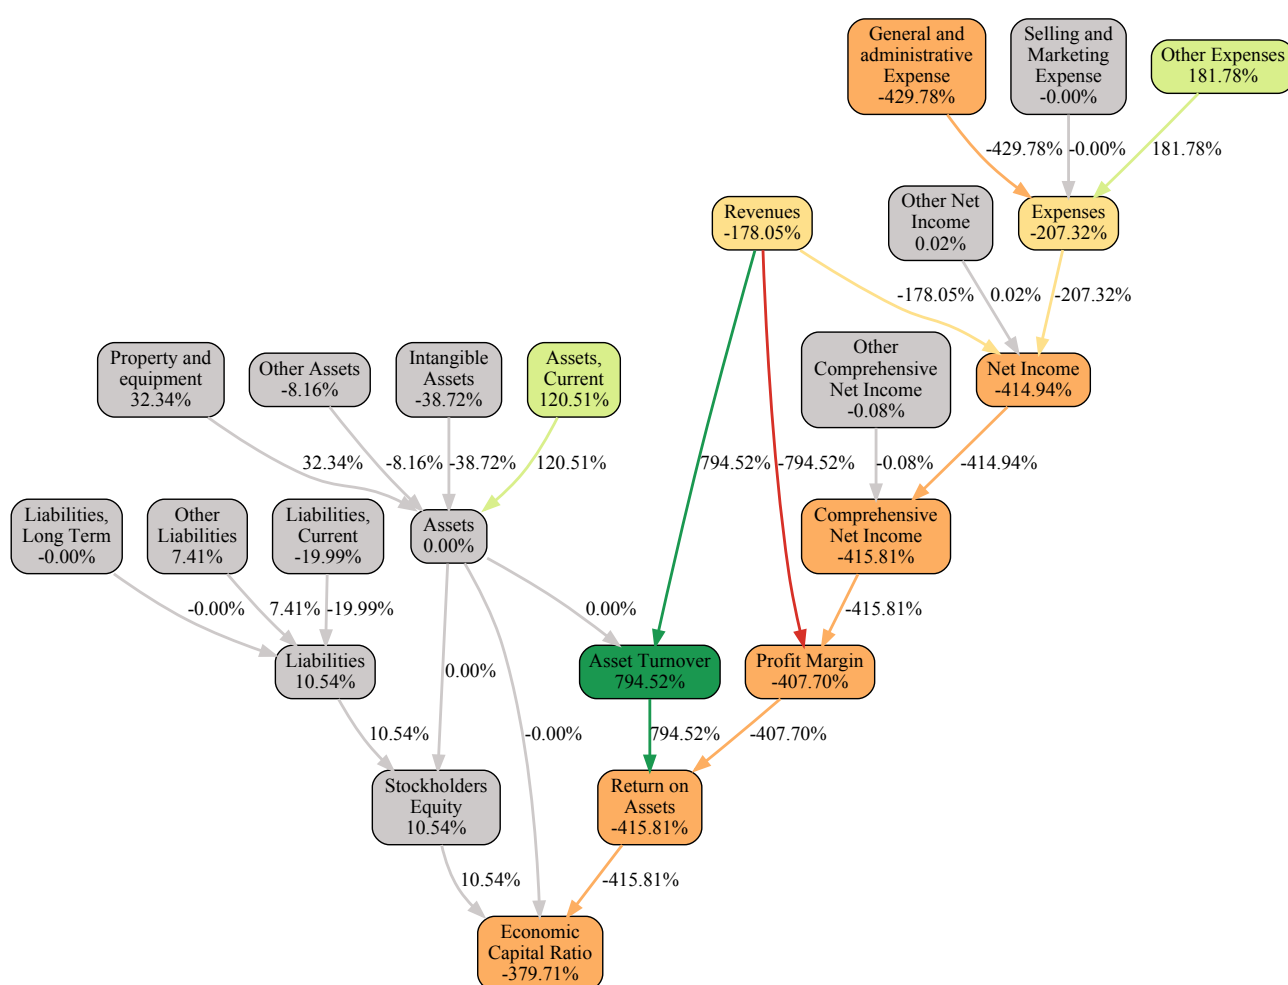 General and
administrative
Expense
-429.78%
Selling and
Marketing
Expense
-0.00%
Other Expenses
181.78%
-429.78%
-0.00%
181.78%
Revenues
-178.05%
Other Net
Income
0.02%
Expenses
-207.32%
-178.05%
0.02%
-207.32%
Property and
equipment
32.34%
Other Assets
-8.16%
Intangible
Assets
-38.72%
Assets,
Current
120.51%
Other
Comprehensive
Net Income
-0.08%
Net Income
-414.94%
32.34%
-8.16%
-38.72%
120.51%
794.52%
-794.52%
-0.08%
-414.94%
Liabilities,
Long Term
-0.00%
Other
Liabilities
7.41%
Liabilities,
Current
-19.99%
Assets
0.00%
Comprehensive
Net Income
-415.81%
-0.00%
7.41%
-19.99%
0.00%
-415.81%
Liabilities
10.54%
0.00%
Asset Turnover
794.52%
Profit Margin
-407.70%
10.54%
-0.00%
794.52%
-407.70%
Stockholders
Equity
10.54%
Return on
Assets
-415.81%
10.54%
-415.81%
Economic
Capital Ratio
-379.71%